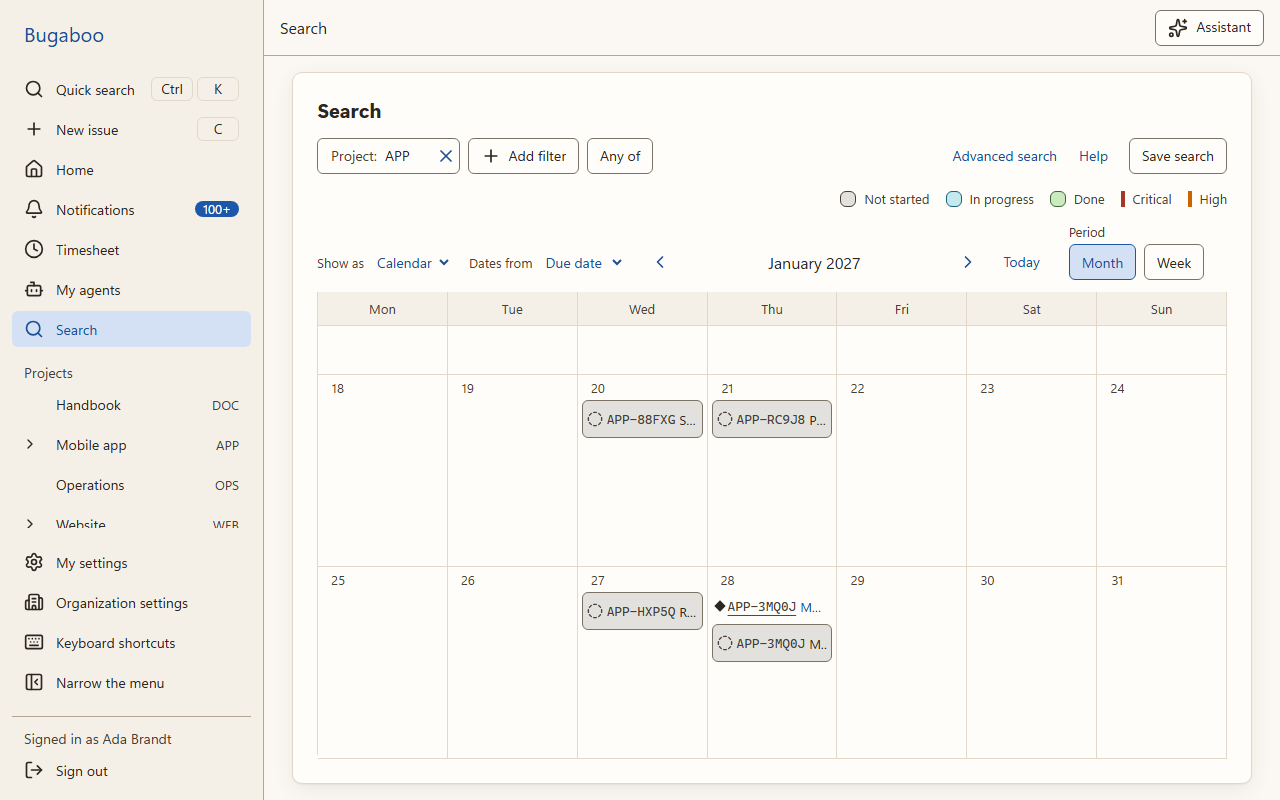 Bugaboo
Search
Assistant
Quick search Ctrl K
New issue C
Home
Notifications 100+
Timesheet
My agents
Search
Projects
Handbook DOC
Mobile app APP
Operations OPS
Website WEB
My settings
Organization settings
Keyboard shortcuts
Narrow the menu
Signed in as Ada Brandt
Sign out
Search
Project: APP Add filter Any of Advanced search Help Save search
Not started In progress Done Critical High
Period
Show as Calendar Dates from Due date January 2027 Today Month Week
Mon Tue Wed Thu Fri Sat Sun
18 19 20 21 22 23 24
APP-88FXG S... APP-RC9J8 P...
25 26 27 28 29 30 31
APP-HXP5Q R... APP-3MQ0J M...
APP-3MQ0J M..